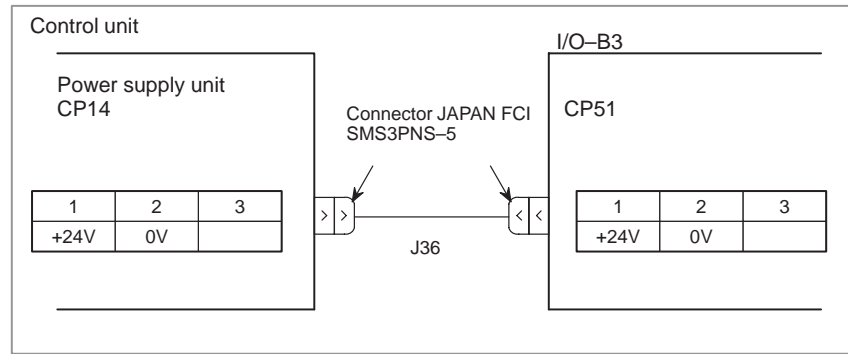 Control unit
I/O–B3
Power supply unit
CP14
Connector JAPAN FCI
SMS3PNS–5
CP51
1 2 3
+24V 0V
J36
1 2 3
+24V 0V